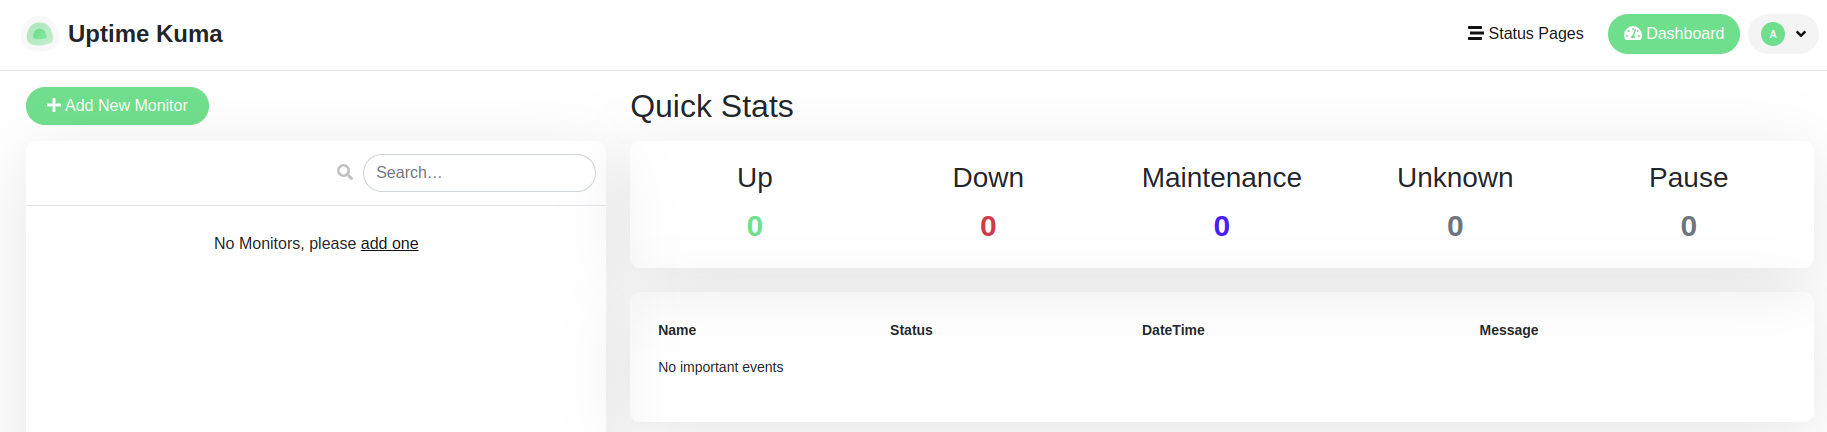 Uptime Kuma
Status Pages
Dashboard
A
Add New Monitor
Search…
No Monitors, please add one
Quick Stats
Up Down Maintenance Unknown Pause
0 0 0 0 0
Name Status DateTime Message
No important events